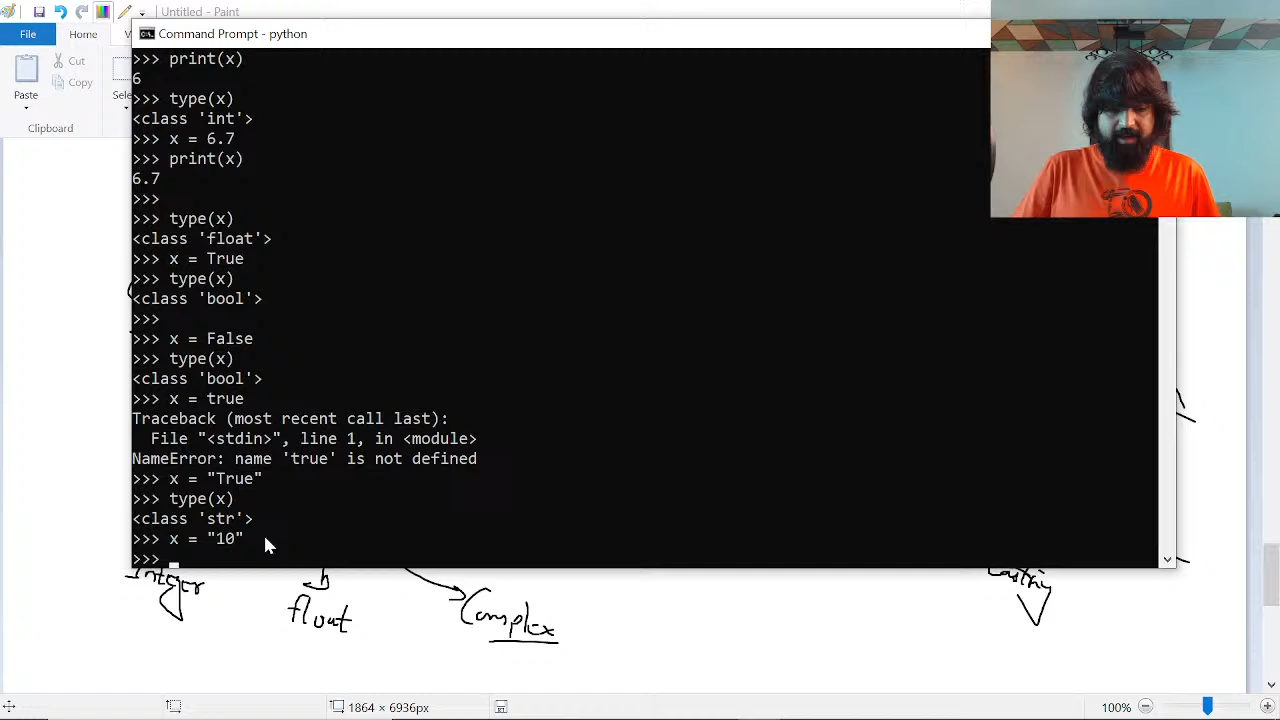 Untitled - Paint
File
Home
Cut
Copy
Paste
Clipboard
Command Prompt - python
>>> print(x)
6
>>> type(x)
<class 'int'>
>>> x = 6.7
>>> print(x)
6.7
>>>
>>> type(x)
<class 'float'>
>>> x = True
>>> type(x)
<class 'bool'>
>>>
>>> x = False
>>> type(x)
<class 'bool'>
>>> x = true
Traceback (most recent call last):
  File "<stdin>", line 1, in <module>
NameError: name 'true' is not defined
>>> x = "True"
>>> type(x)
<class 'str'>
>>> x = "10"
>>>
Integer
float
Complex
1864 × 6936px
100%